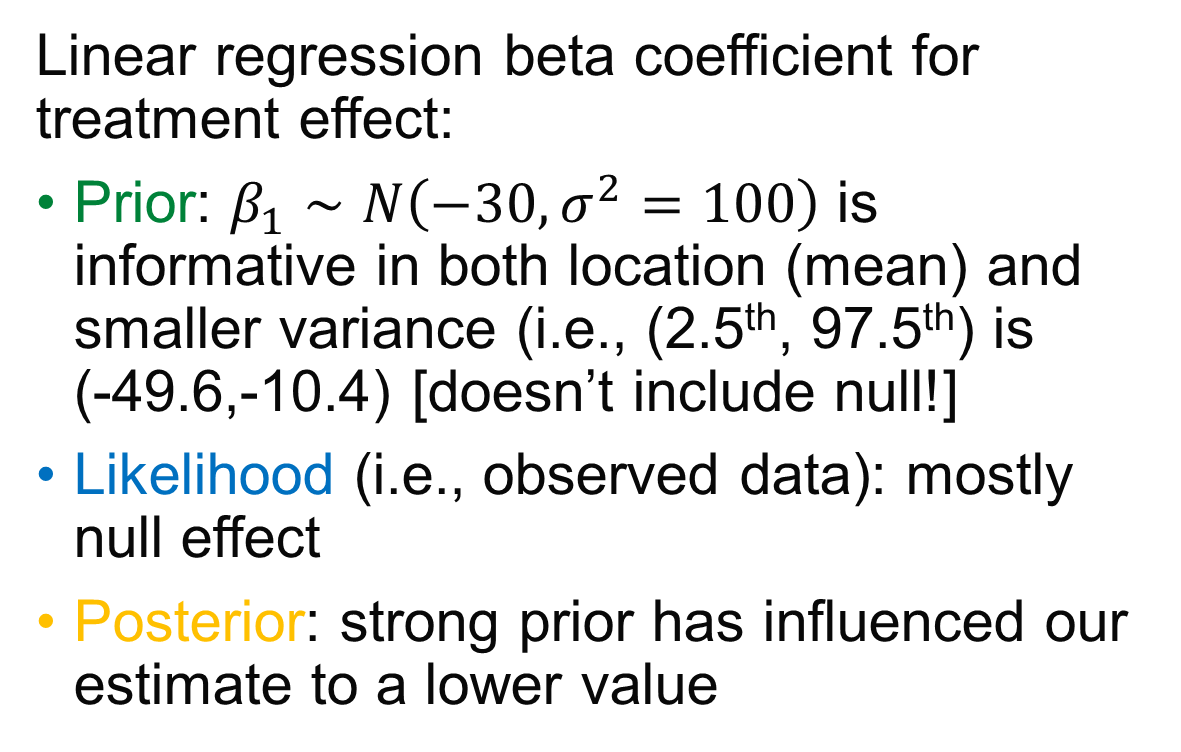 Linear regression beta coefficient for
treatment effect:
• Prior: β₁ ~ N(−30, σ² = 100) is
informative in both location (mean) and
smaller variance (i.e., (2.5ᵗʰ, 97.5ᵗʰ) is
(-49.6,-10.4) [doesn’t include null!]
• Likelihood (i.e., observed data): mostly
null effect
• Posterior: strong prior has influenced our
estimate to a lower value